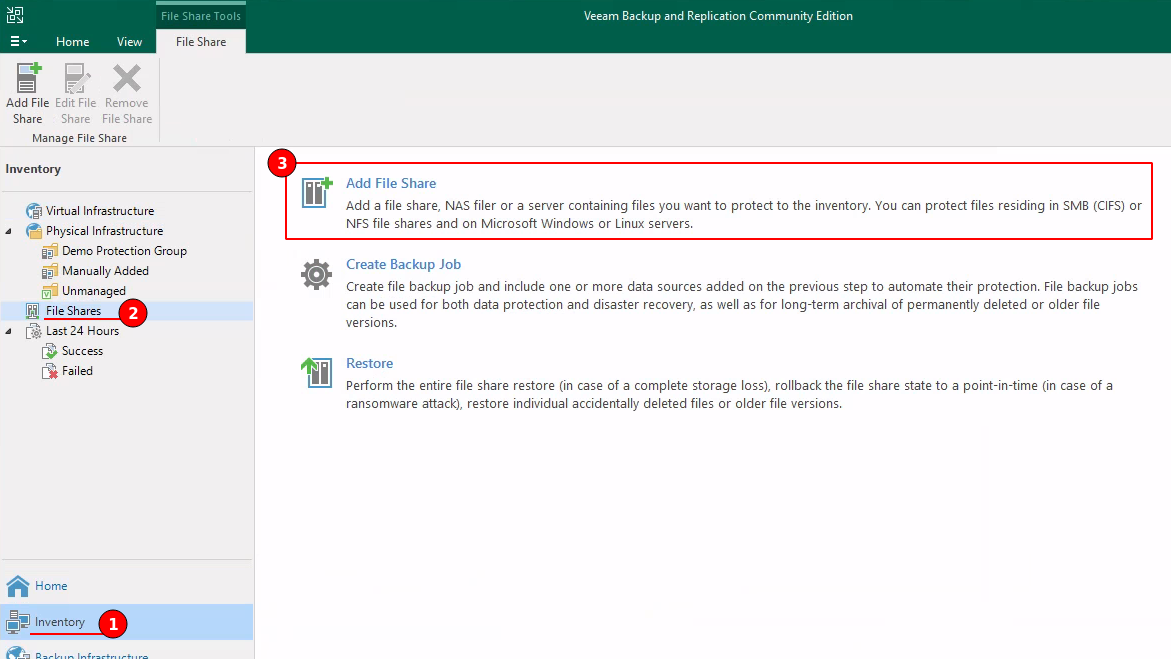 File Share Tools
Veeam Backup and Replication Community Edition
Home
View
File Share
Add File
Share
Edit File
Share
Remove
File Share
Manage File Share
Inventory
Virtual Infrastructure
Physical Infrastructure
Demo Protection Group
Manually Added
Unmanaged
File Shares
2
Last 24 Hours
Success
Failed
Home
Inventory
1
Backup Infrastructure
3
Add File Share
Add a file share, NAS filer or a server containing files you want to protect to the inventory. You can protect files residing in SMB (CIFS) or
NFS file shares and on Microsoft Windows or Linux servers.
Create Backup Job
Create file backup job and include one or more data sources added on the previous step to automate their protection. File backup jobs
can be used for both data protection and disaster recovery, as well as for long-term archival of permanently deleted or older file
versions.
Restore
Perform the entire file share restore (in case of a complete storage loss), rollback the file share state to a point-in-time (in case of a
ransomware attack), restore individual accidentally deleted files or older file versions.